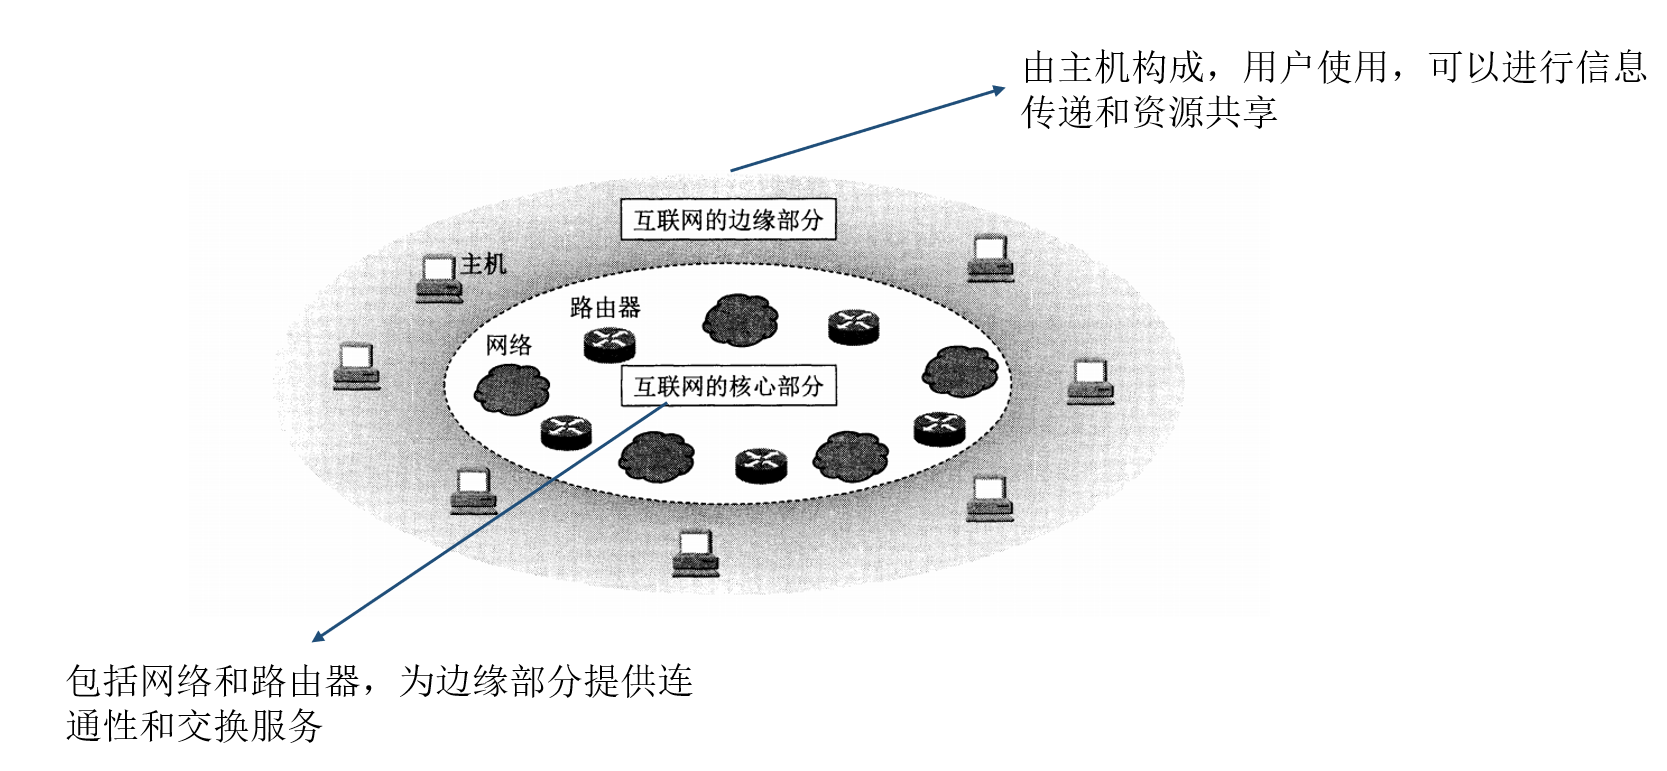 由主机构成，用户使用，可以进行信息
传递和资源共享
互联网的边缘部分
主机
路由器
网络
互联网的核心部分
包括网络和路由器，为边缘部分提供连
通性和交换服务